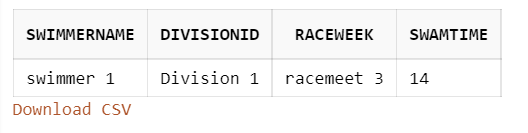 SWIMMERNAME DIVISIONID RACEWEEK SWAMTIME
swimmer 1 Division 1 racemeet 3 14
Download CSV